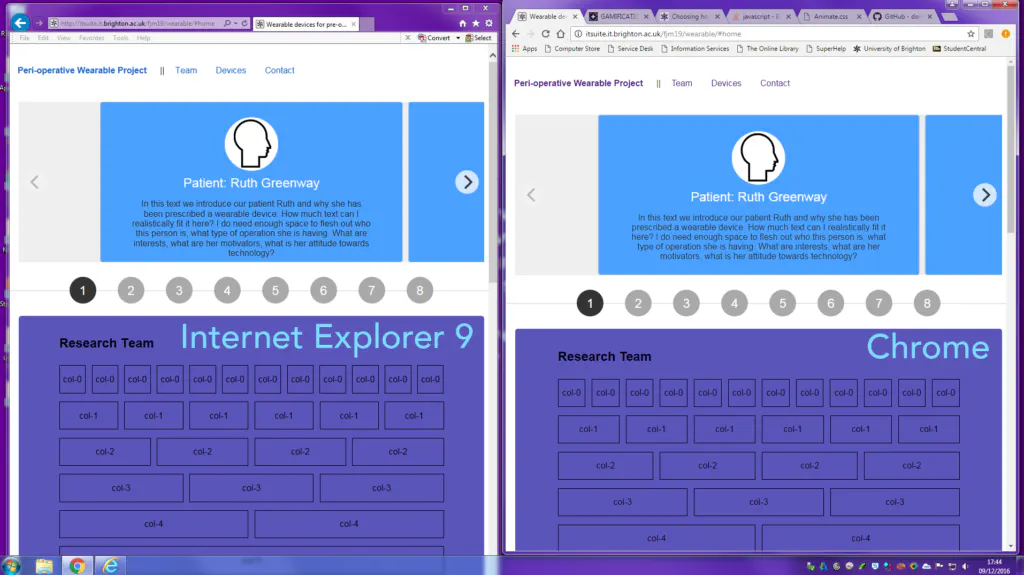 http://itsuite.it.brighton.ac.uk/fjm19/wearable/#home
Wearable devices for pre-o...
File Edit View Favorites Tools Help
Convert Select
Peri-operative Wearable Project || Team Devices Contact
Patient: Ruth Greenway
In this text we introduce our patient Ruth and why she has
been prescribed a wearable device. How much text can I
realistically fit it here? I do need enough space to flesh out who
this person is, what type of operation she is having. What are
interests, what are her motivators, what is her attitude towards
technology?
1 2 3 4 5 6 7 8
Internet Explorer 9
Research Team
col-0 col-0 col-0 col-0 col-0 col-0 col-0 col-0 col-0 col-0 col-0 col-0
col-1 col-1 col-1 col-1 col-1 col-1
col-2 col-2 col-2 col-2
col-3 col-3 col-3
col-4 col-4
Wearable de
GAMIFICATIO
Choosing ho
javascript - E
Animate.css
GitHub - da
itsuite.it.brighton.ac.uk/fjm19/wearable/#home
Apps Computer Store Service Desk Information Services The Online Library SuperHelp University of Brighton StudentCentral
Peri-operative Wearable Project || Team Devices Contact
Patient: Ruth Greenway
In this text we introduce our patient Ruth and why she has been
prescribed a wearable device. How much text can I realistically fit it
here? I do need enough space to flesh out who this person is, what
type of operation she is having. What are interests, what are her
motivators, what is her attitude towards technology?
1 2 3 4 5 6 7 8
Chrome
Research Team
col-0 col-0 col-0 col-0 col-0 col-0 col-0 col-0 col-0 col-0 col-0 col-0
col-1 col-1 col-1 col-1 col-1 col-1
col-2 col-2 col-2 col-2
col-3 col-3 col-3
col-4 col-4
17:44
09/12/2016